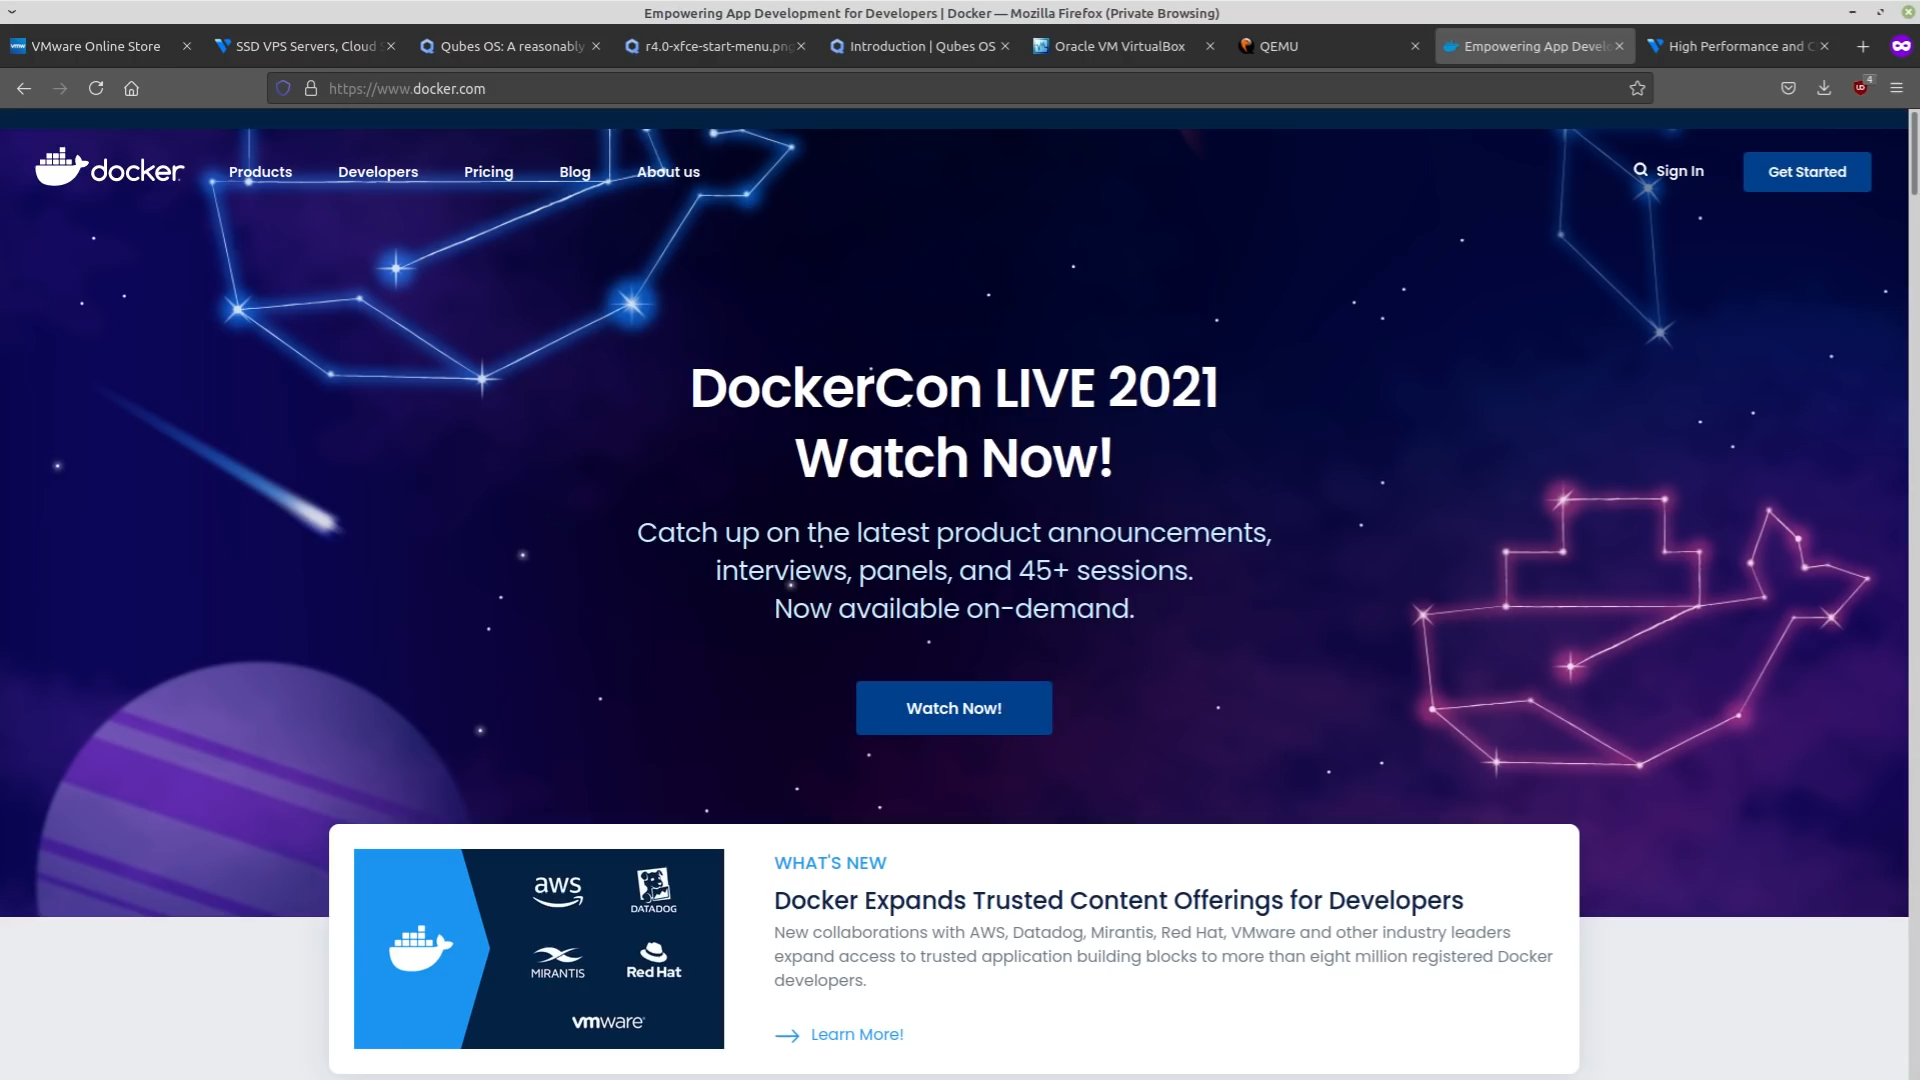 Empowering App Development for Developers | Docker — Mozilla Firefox (Private Browsing)
vmw VMware Online Store
SSD VPS Servers, Cloud
Qubes OS: A reasonably
r4.0-xfce-start-menu.png
Introduction | Qubes OS
Oracle VM VirtualBox
QEMU
Empowering App Develo
High Performance and C
https://www.docker.com
4
docker
Products
Developers
Pricing
Blog
About us
Sign In
Get Started
DockerCon LIVE 2021
Watch Now!
Catch up on the latest product announcements,
interviews, panels, and 45+ sessions.
Now available on-demand.
Watch Now!
aws
DATADOG
MIRANTIS
Red Hat
vmware
WHAT'S NEW
Docker Expands Trusted Content Offerings for Developers
New collaborations with AWS, Datadog, Mirantis, Red Hat, VMware and other industry leaders
expand access to trusted application building blocks to more than eight million registered Docker
developers.
Learn More!